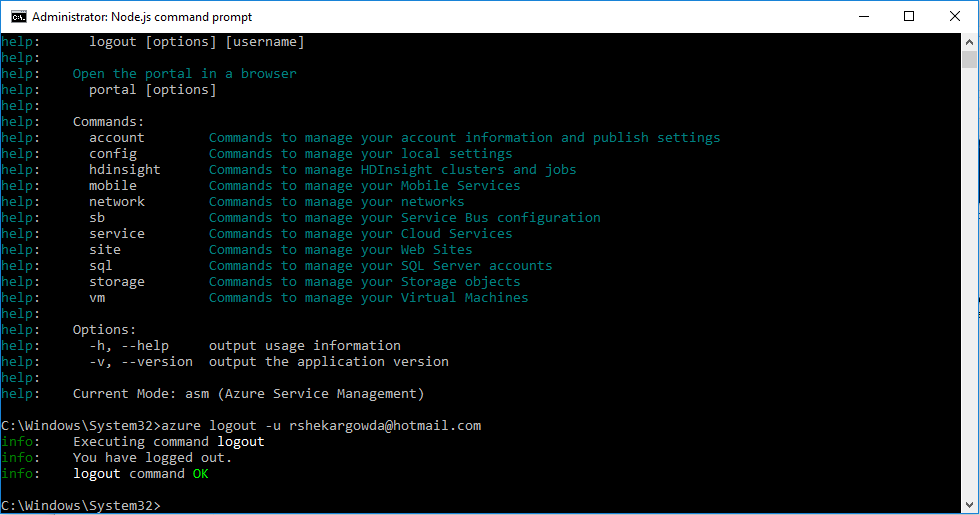 Administrator: Node.js command prompt
help:      logout [options] [username]
help:
help:    Open the portal in a browser
help:      portal [options]
help:
help:    Commands:
help:      account        Commands to manage your account information and publish settings
help:      config         Commands to manage your local settings
help:      hdinsight      Commands to manage HDInsight clusters and jobs
help:      mobile         Commands to manage your Mobile Services
help:      network        Commands to manage your networks
help:      sb             Commands to manage your Service Bus configuration
help:      service        Commands to manage your Cloud Services
help:      site           Commands to manage your Web Sites
help:      sql            Commands to manage your SQL Server accounts
help:      storage        Commands to manage your Storage objects
help:      vm             Commands to manage your Virtual Machines
help:
help:    Options:
help:      -h, --help     output usage information
help:      -v, --version  output the application version
help:
help:    Current Mode: asm (Azure Service Management)
C:\Windows\System32>azure logout -u rshekargowda@hotmail.com
info:    Executing command logout
info:    You have logged out.
info:    logout command OK
C:\Windows\System32>